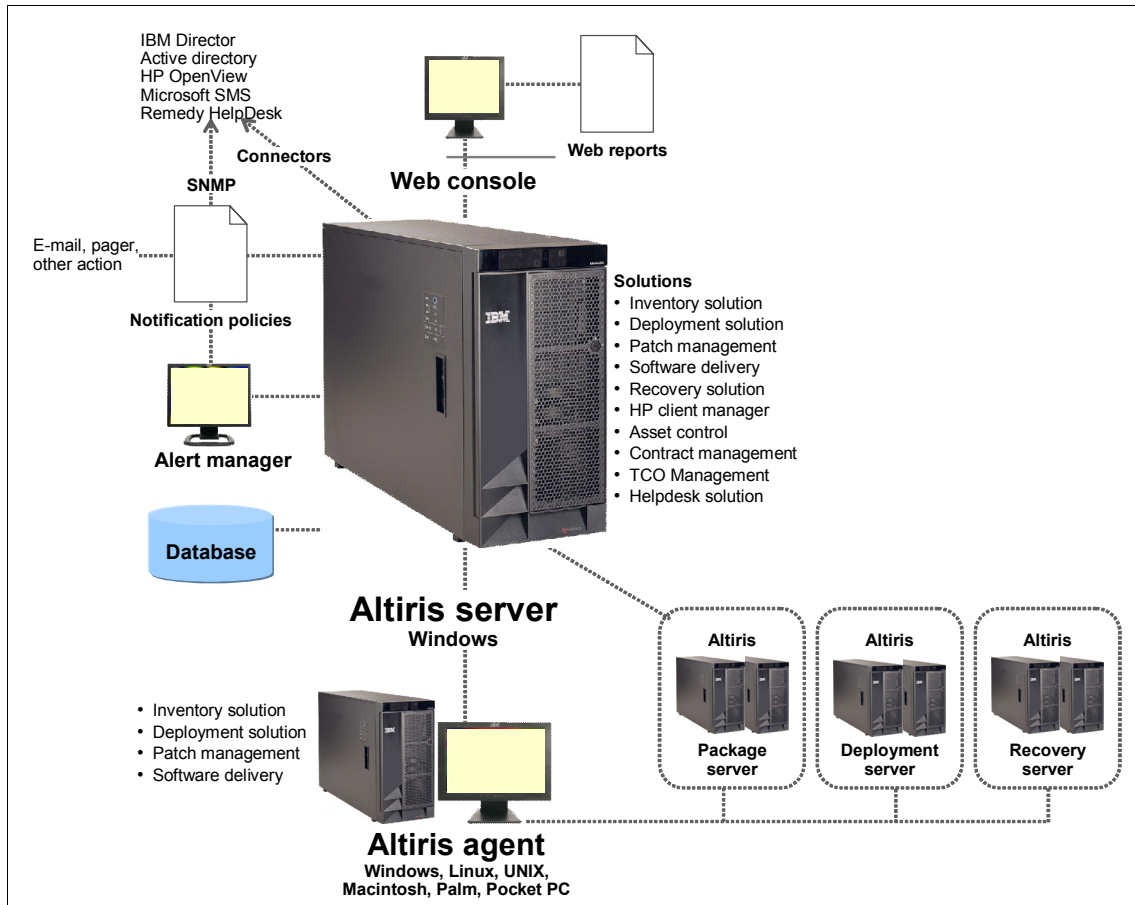 IBM Director
Active directory
HP OpenView
Microsoft SMS
Remedy HelpDesk
Connectors
SNMP
Web reports
Web console
E-mail, pager,
other action
Notification policies
Alert manager
Database
IBM
Solutions
• Inventory solution
• Deployment solution
• Patch management
• Software delivery
• Recovery solution
• HP client manager
• Asset control
• Contract management
• TCO Management
• Helpdesk solution
Altiris server
Windows
• Inventory solution
• Deployment solution
• Patch management
• Software delivery
IBM
Altiris agent
Windows, Linux, UNIX,
Macintosh, Palm, Pocket PC
Altiris
Package
server
Altiris
Deployment
server
Altiris
Recovery
server